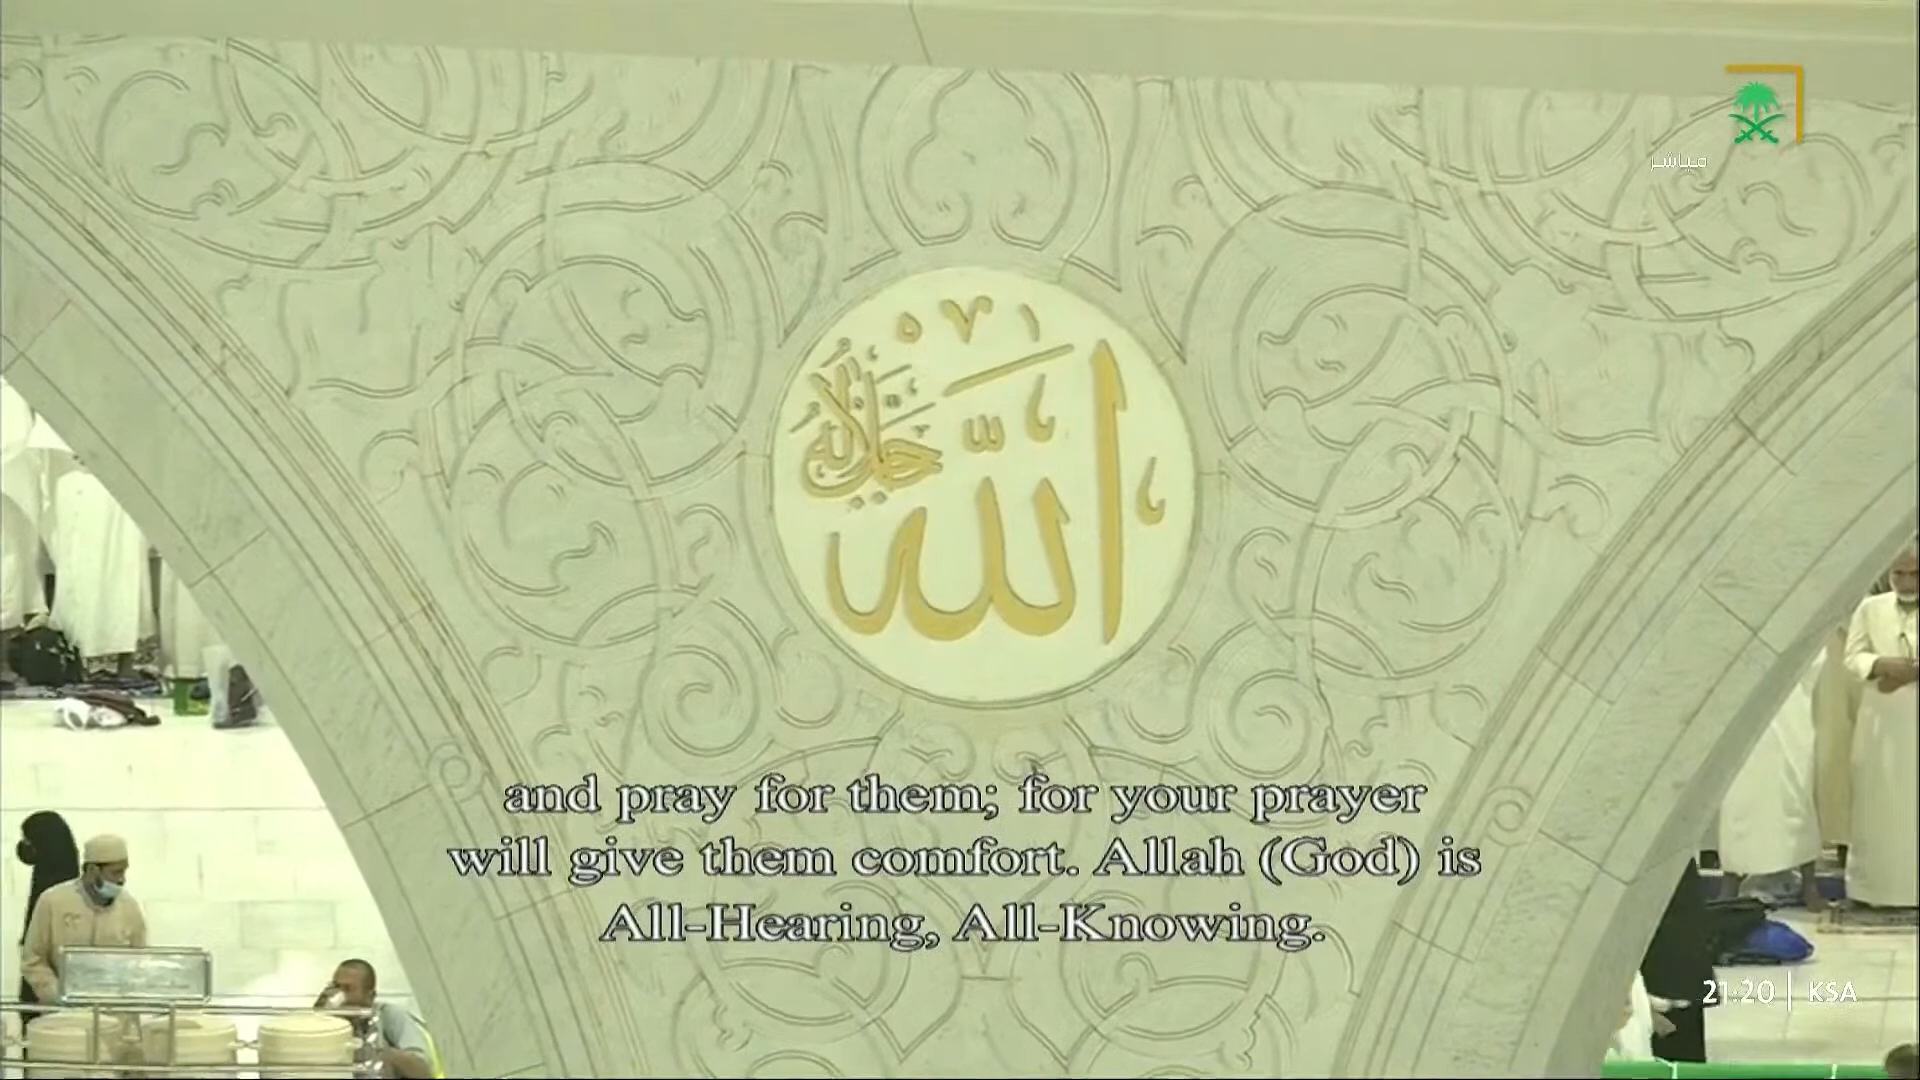 مباشر
الله
جل جلاله
and pray for them; for your prayer
will give them comfort. Allah (God) is
All-Hearing, All-Knowing.
21:20 | KSA